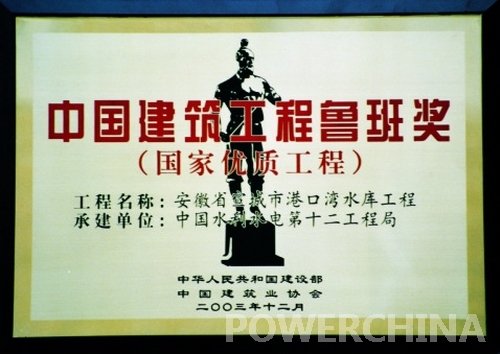 中国建筑工程鲁班奖
（国家优质工程）
工程名称：安徽省宣城市港口湾水库工程
承建单位：中国水利水电第十二工程局
中华人民共和国建设部
中国建筑业协会
二〇〇三年十二月
POWERCHINA